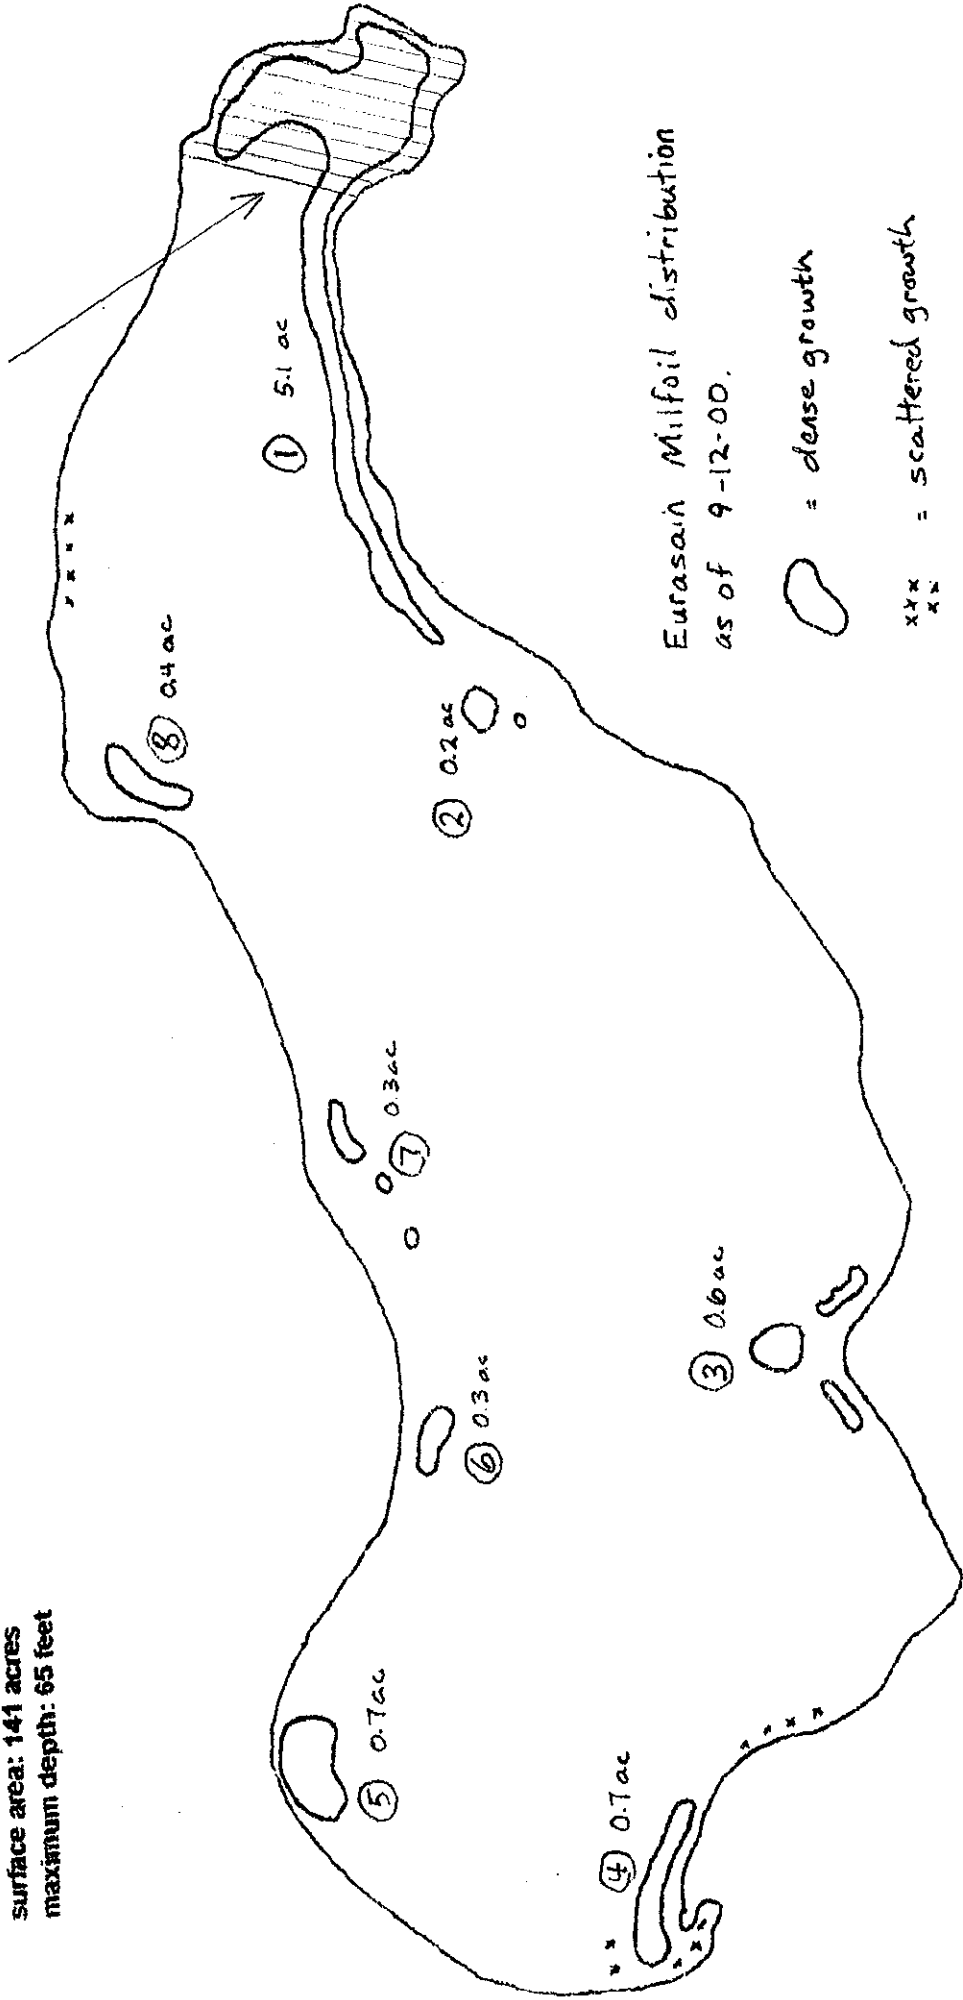 surface area: 141 acres
maximum depth: 65 feet
① 5.1 ac
② 0.2 ac
③ 0.6 ac
④ 0.7 ac
⑤ 0.7 ac
⑥ 0.3 ac
⑦ 0.3 ac
⑧ 0.4 ac
Eurasain Milfoil distribution
as of 9-12-00.
= dense growth
xxx
xx = scattered growth